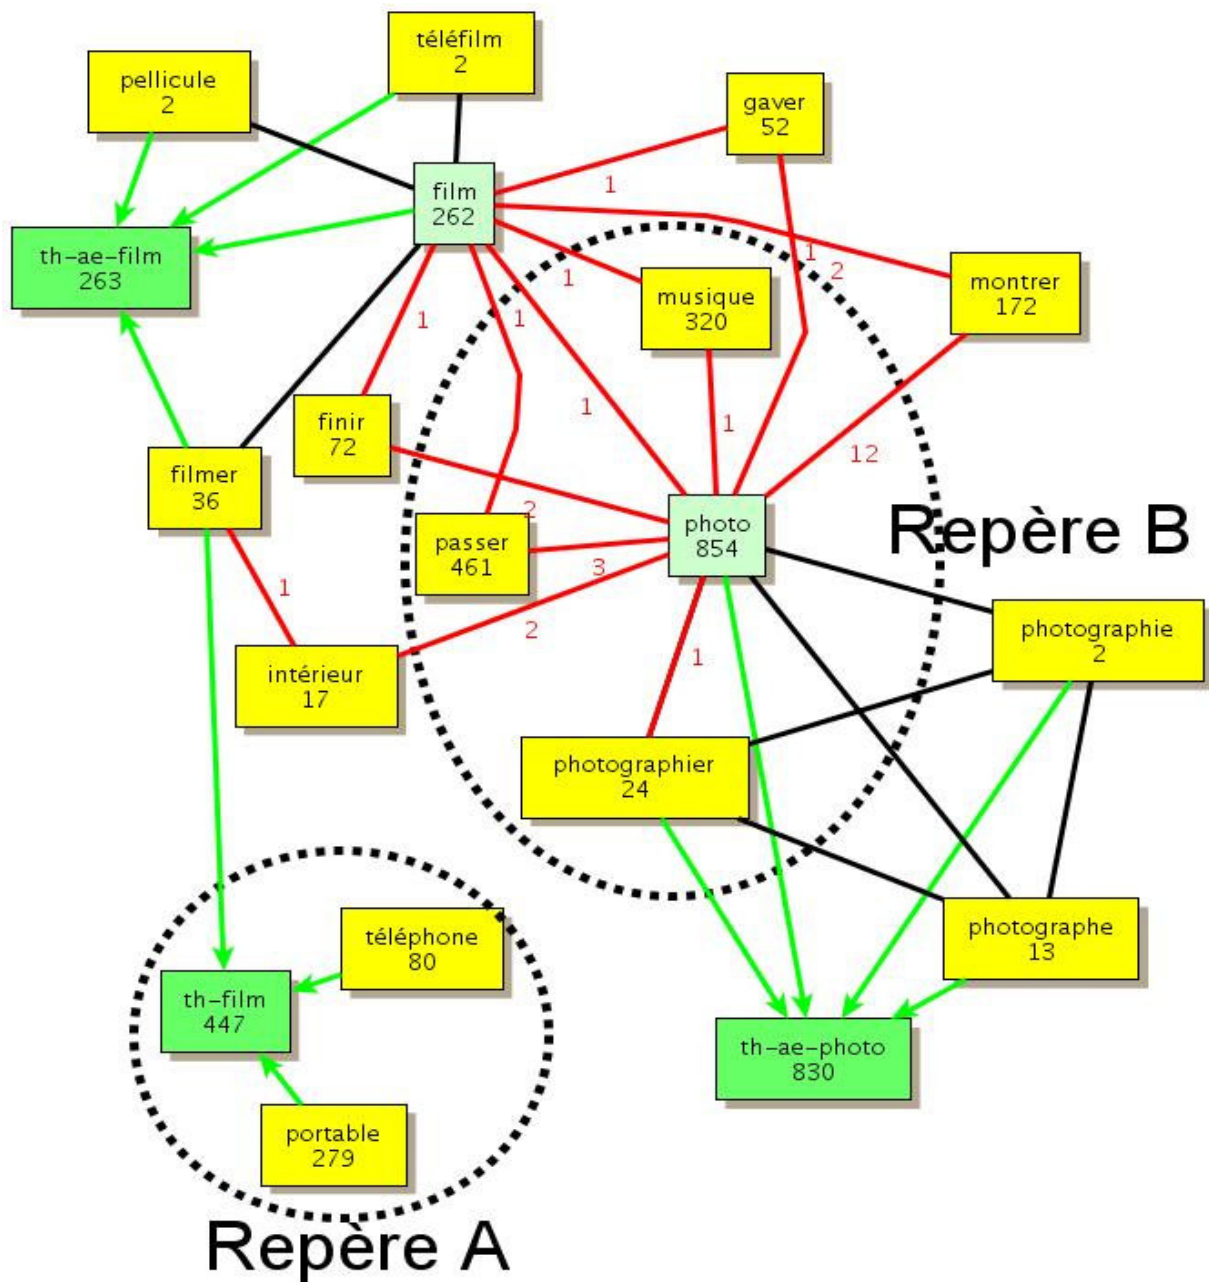 téléfilm
2
pellicule
2
gaver
52
film
262
1
th-ae-film
263
1
2
montrer
172
1
musique
320
1
1
finir
72
1
1
12
filmer
36
2
photo
854
Repère B
passer
461
3
1
2
photographie
2
intérieur
17
1
photographier
24
téléphone
80
photographe
13
th-film
447
th-ae-photo
830
portable
279
Repère A